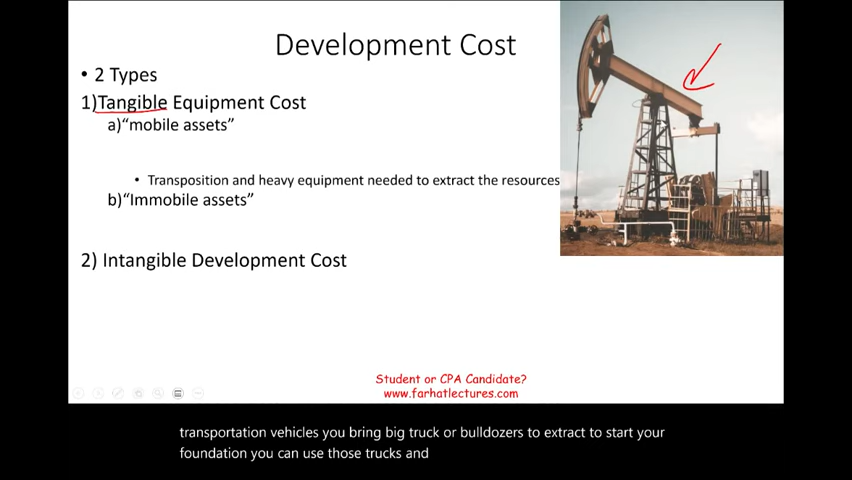 Development Cost
• 2 Types
1)Tangible Equipment Cost
a)“mobile assets”
• Transposition and heavy equipment needed to extract the resources
b)“Immobile assets”
2) Intangible Development Cost
Student or CPA Candidate?
www.farhatlectures.com
transportation vehicles you bring big truck or bulldozers to extract to start your
foundation you can use those trucks and